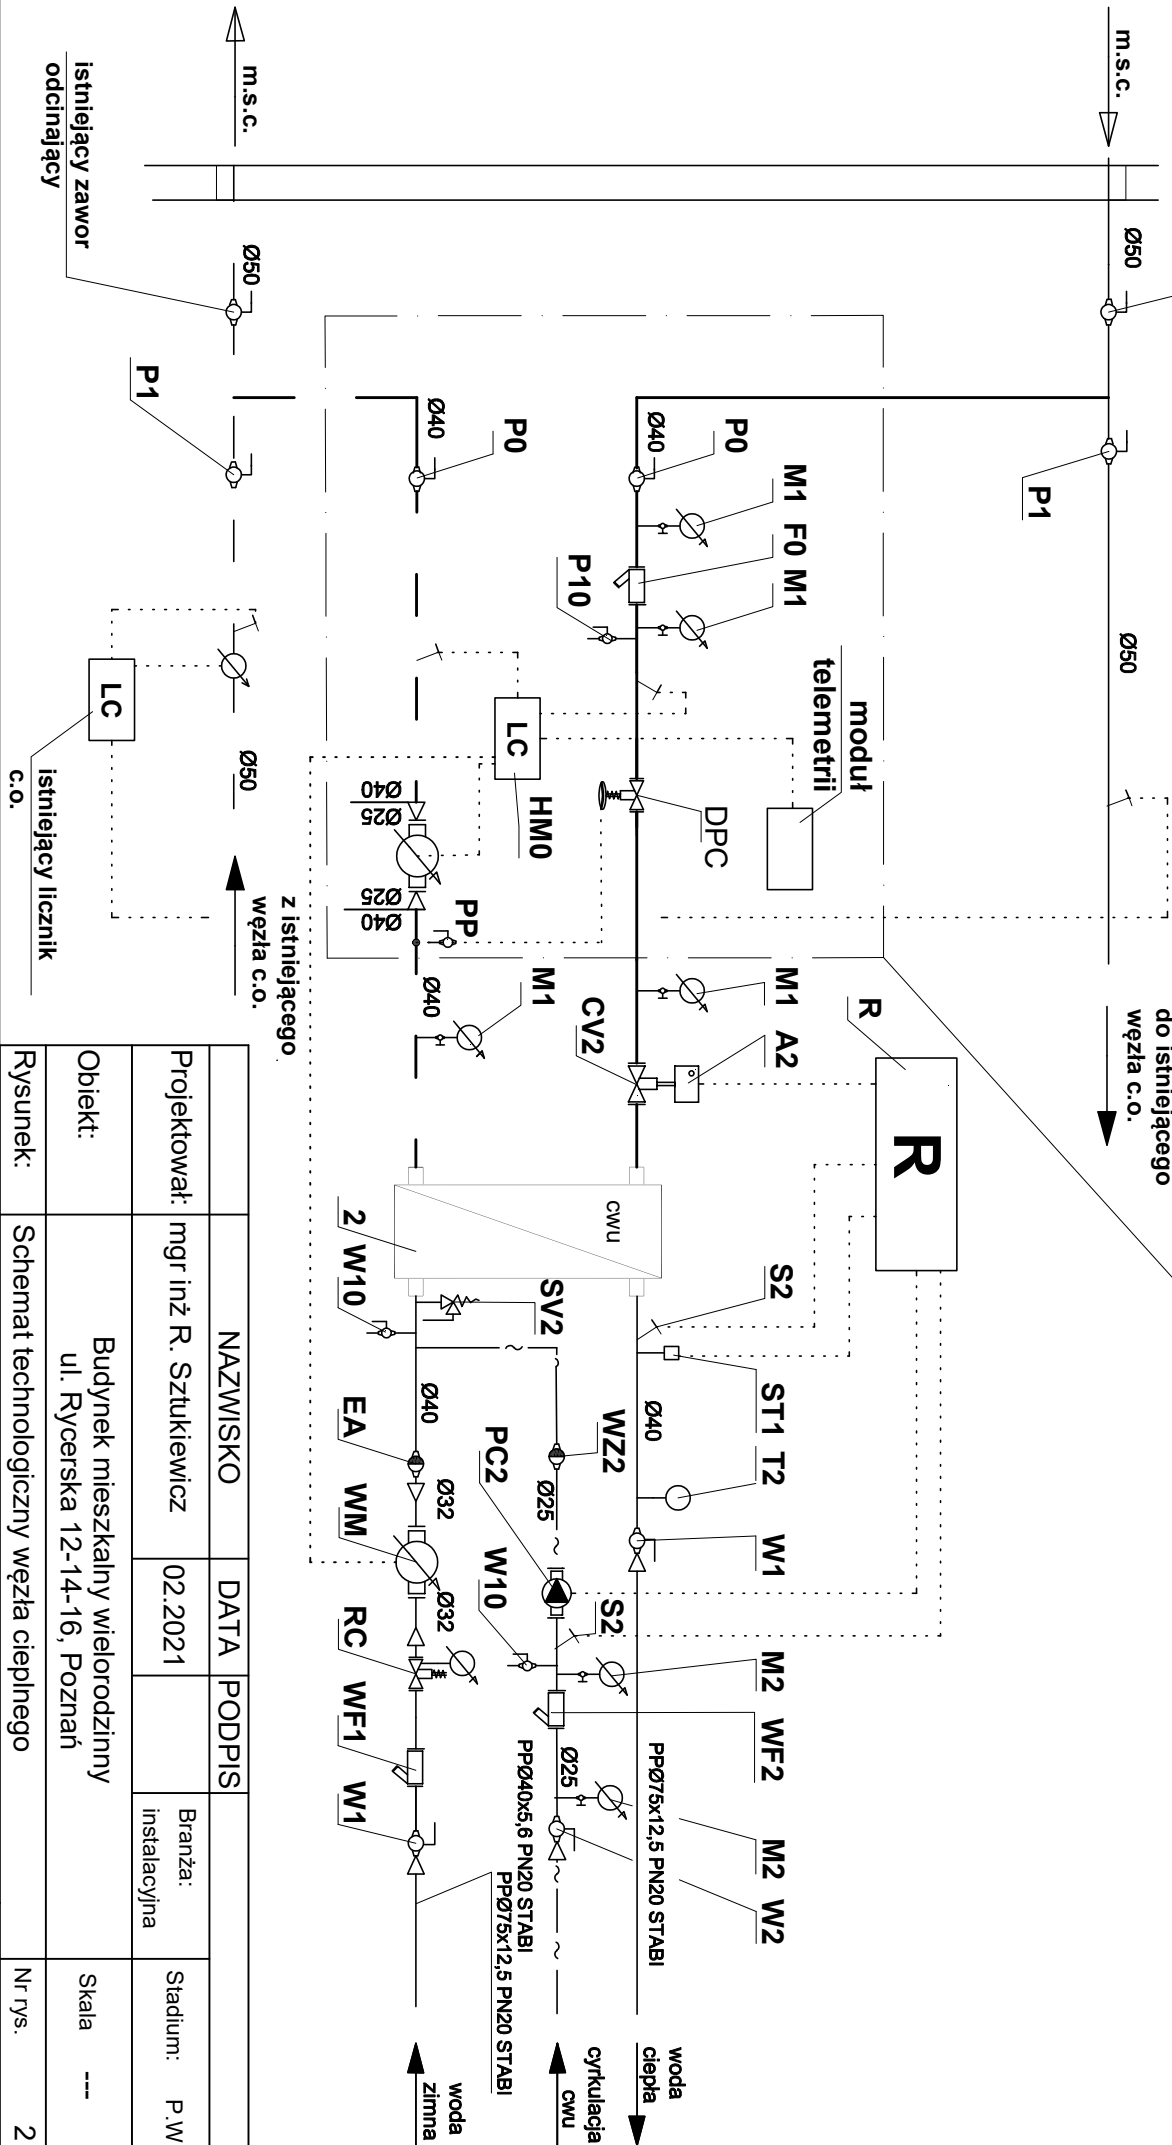 m.s.c.
Ø50
P1
Ø50
do istniejącego
węzła c.o.
m.s.c.
istniejący zawor
odcinający
Ø50
P1
LC
Ø50
istniejący licznik
c.o.
z istniejącego
węzła c.o.
P0
Ø40
M1
F0
M1
P10
moduł
telemetrii
DPC
M1
A2
CV2
R
R
P0
Ø40
LC
HM0
Ø40
Ø25
Ø25
Ø40
PP
Ø40
M1
cwu
2
W10
SV2
S2
ST1
T2
W1
Ø40
PPØ75x12,5 PN20 STABI
woda
ciepła
WZ2
Ø25
PC2
W10
S2
M2
WF2
Ø25
M2
W2
PPØ40x5,6 PN20 STABI
cyrkulacja
cwu
Ø40
EA
Ø32
WM
Ø32
RC
WF1
W1
PPØ75x12,5 PN20 STABI
woda
zimna
NAZWISKO
DATA
PODPIS
Projektował:
mgr inż R. Sztukiewicz
02.2021
Branża:
instalacyjna
Stadium:
P.W
Obiekt:
Budynek mieszkalny wielorodzinny
ul. Rycerska 12-14-16, Poznań
Skala
---
Rysunek:
Schemat technologiczny węzła cieplnego
Nr rys.
2